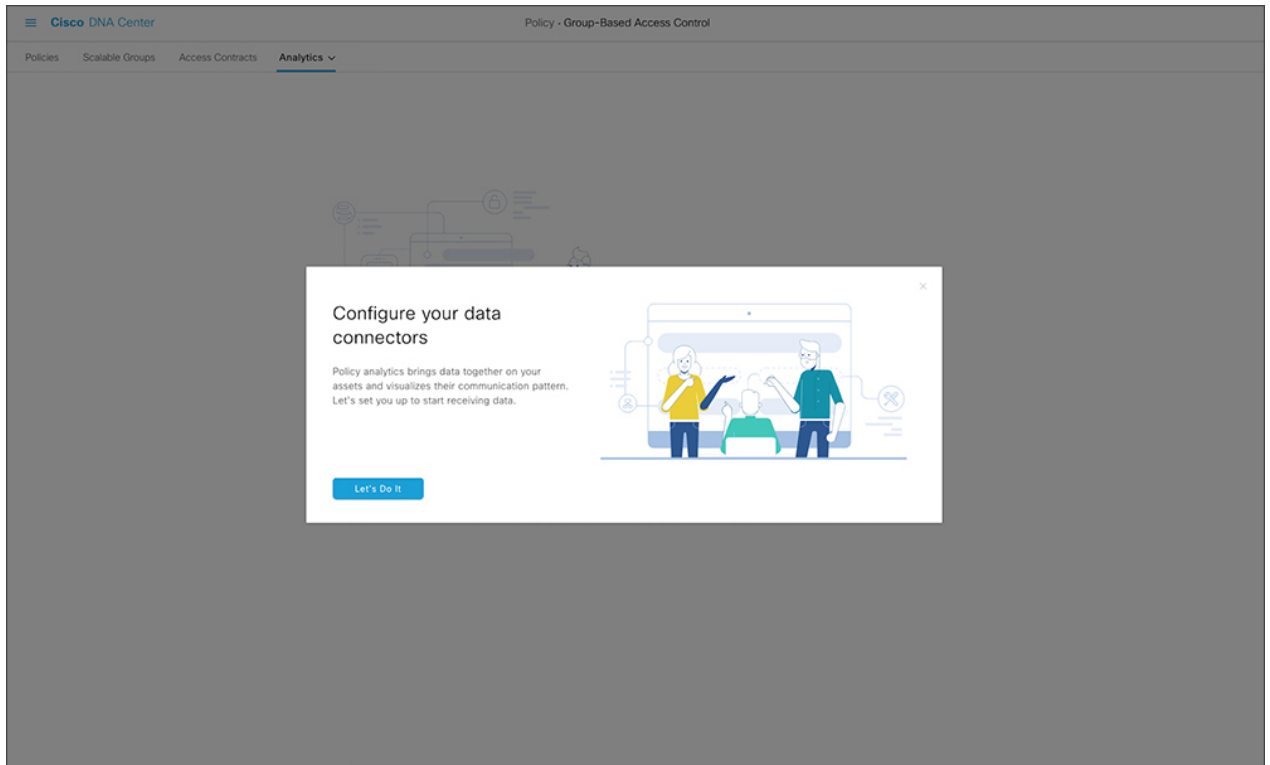 Cisco DNA Center
Policy • Group-Based Access Control
Policies Scalable Groups Access Contracts Analytics
Configure your data
connectors
Policy analytics brings data together on your
assets and visualizes their communication pattern.
Let's set you up to start receiving data.
Let's Do It